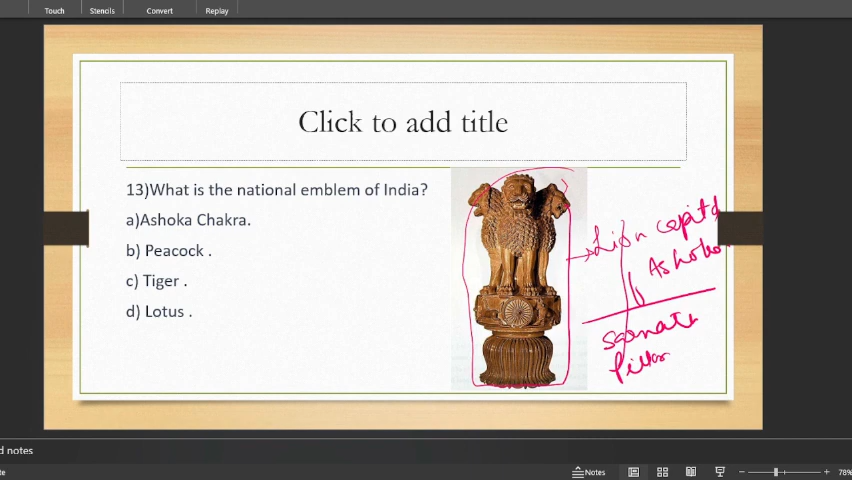 Touch Stencils Convert Replay
Click to add title
13)What is the national emblem of India?
a)Ashoka Chakra.
b) Peacock .
c) Tiger .
d) Lotus .
Lion capital
Ashoka
Sarnath
Pillar
d notes
te
Notes
78%